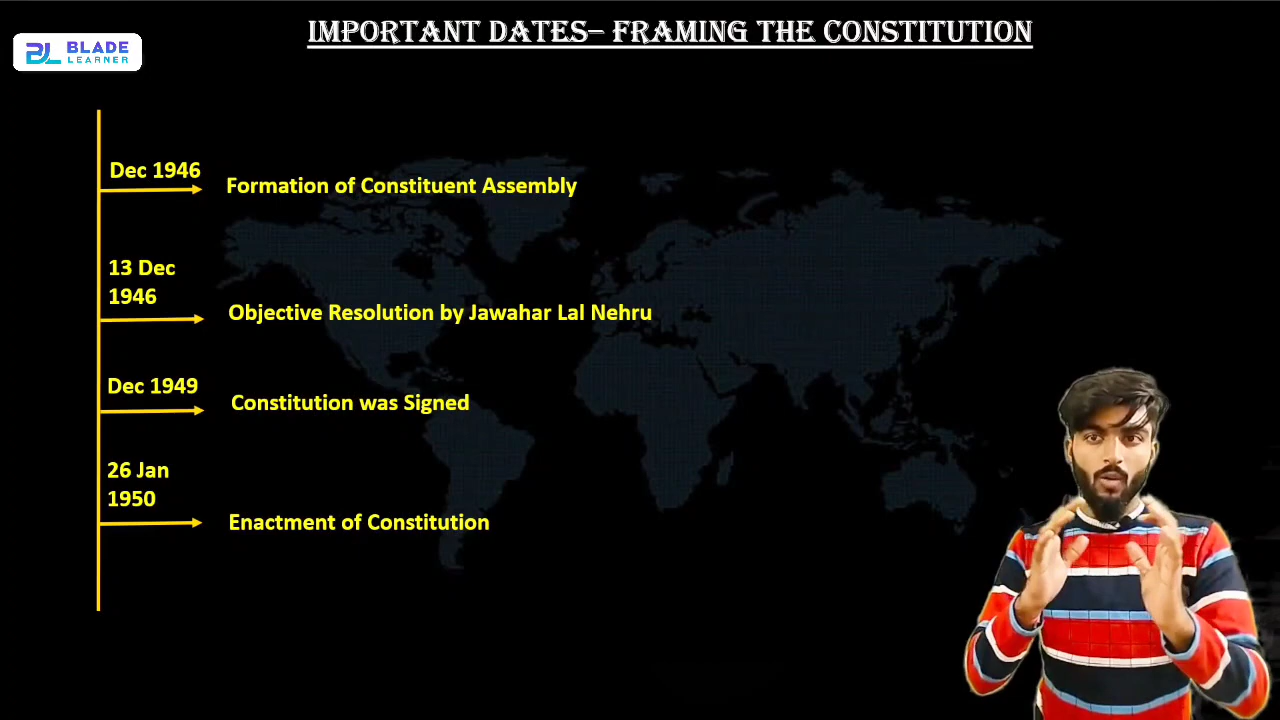 IMPORTANT DATES– FRAMING THE CONSTITUTION
BLADE
LEARNER
Dec 1946
Formation of Constituent Assembly
13 Dec
1946
Objective Resolution by Jawahar Lal Nehru
Dec 1949
Constitution was Signed
26 Jan
1950
Enactment of Constitution